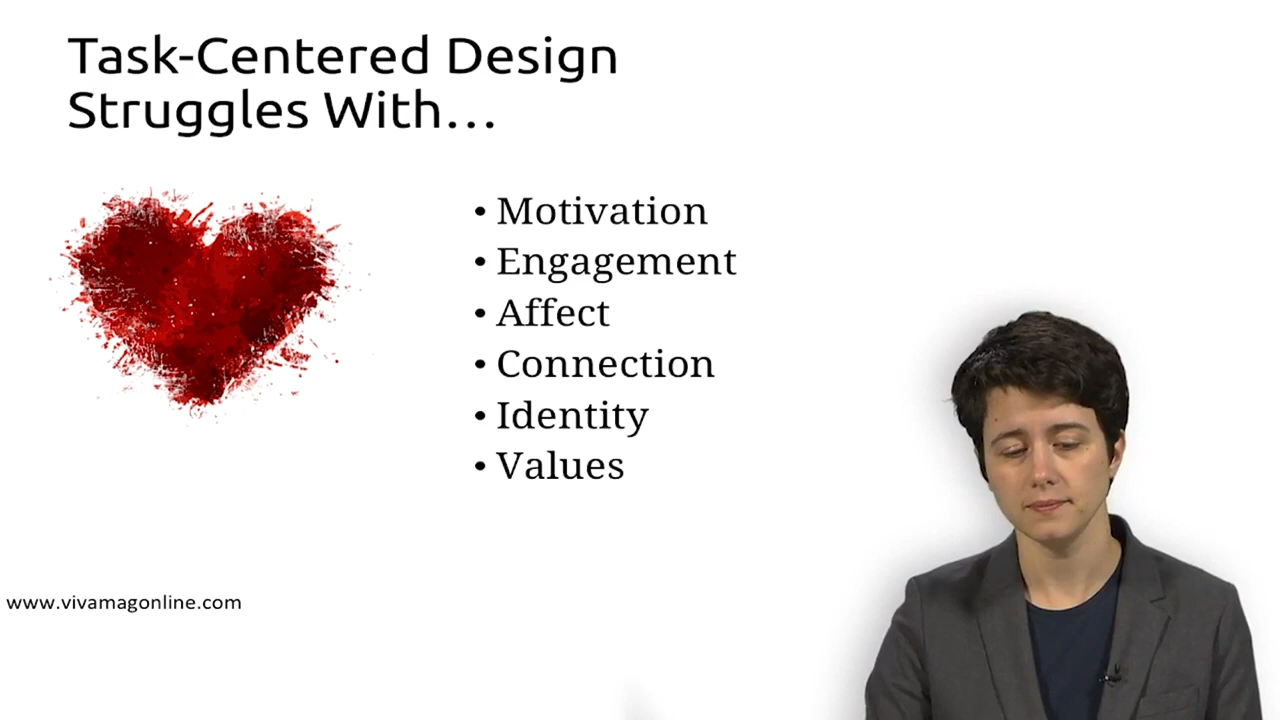 Task-Centered Design
Struggles With…
• Motivation
• Engagement
• Affect
• Connection
• Identity
• Values
www.vivamagonline.com